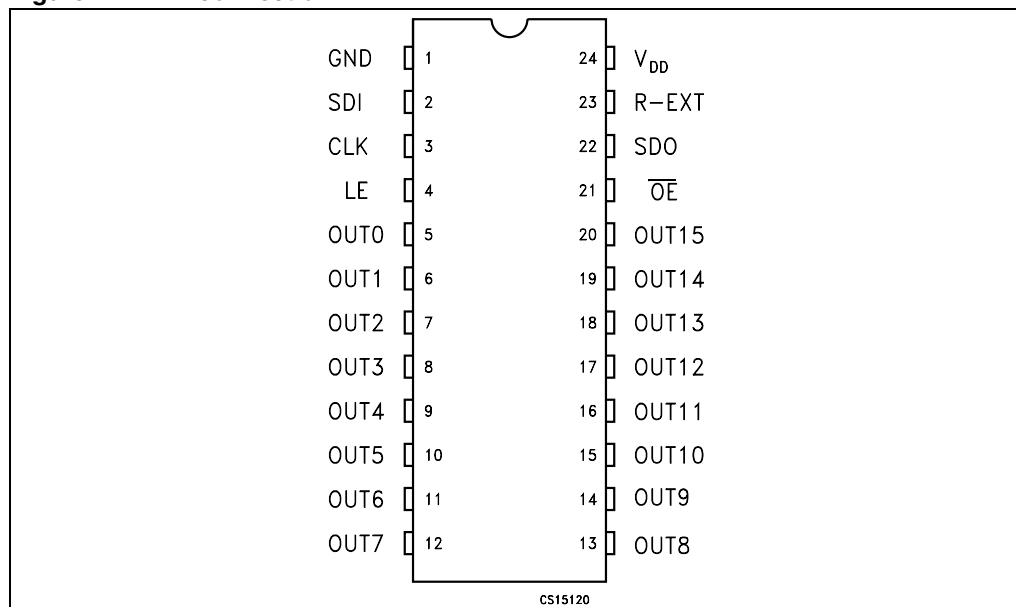 GND 1 24 VDD
SDI 2 23 R-EXT
CLK 3 22 SDO
LE 4 21 OE
OUT0 5 20 OUT15
OUT1 6 19 OUT14
OUT2 7 18 OUT13
OUT3 8 17 OUT12
OUT4 9 16 OUT11
OUT5 10 15 OUT10
OUT6 11 14 OUT9
OUT7 12 13 OUT8
CS15120